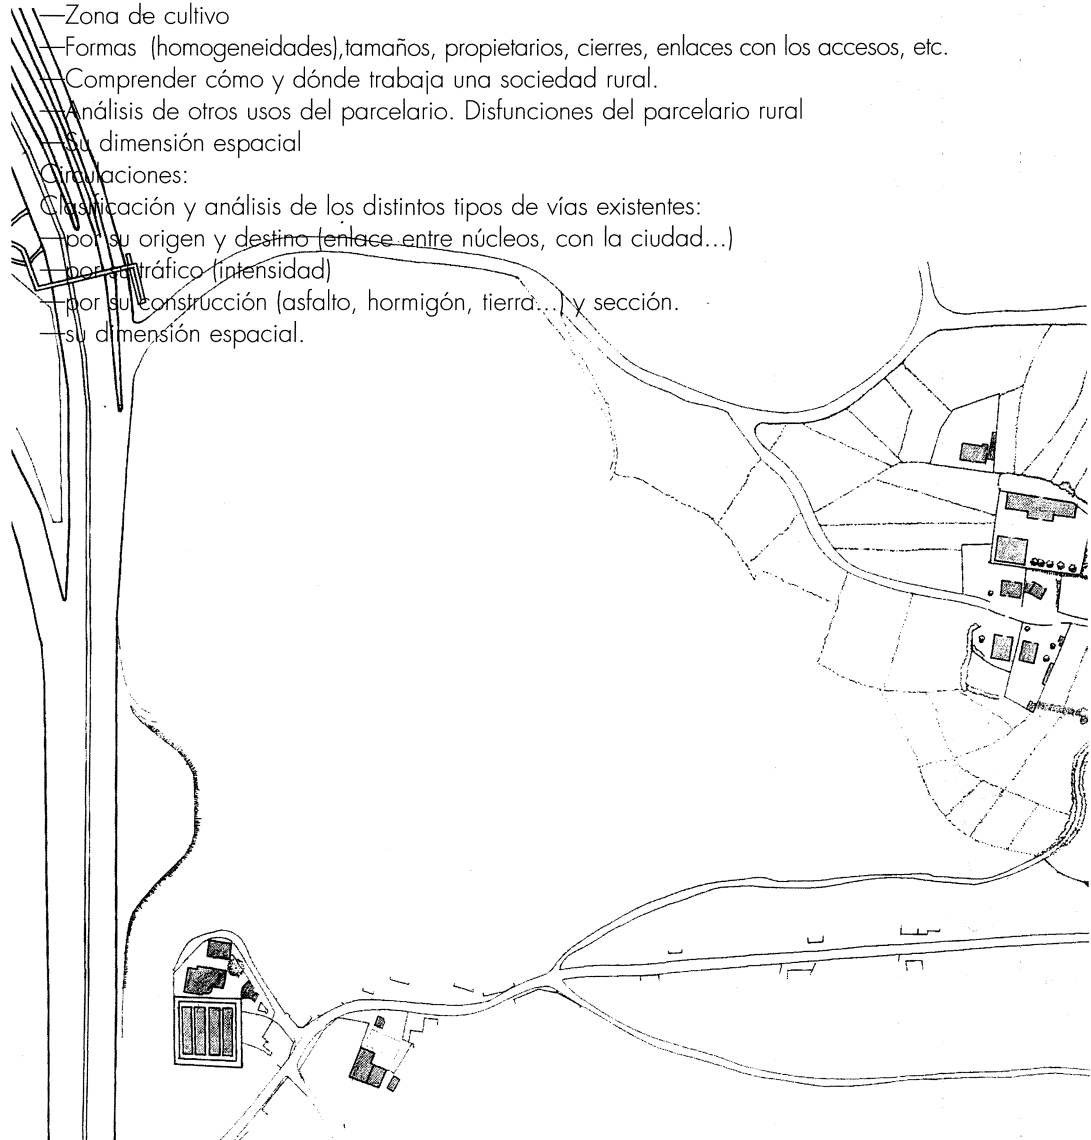 —Zona de cultivo
—Formas (homogeneidades),tamaños, propietarios, cierres, enlaces con los accesos, etc.
—Comprender cómo y dónde trabaja una sociedad rural.
—Análisis de otros usos del parcelario. Disfunciones del parcelario rural
—Su dimensión espacial
Circulaciones:
Clasificación y análisis de los distintos tipos de vías existentes:
—por su origen y destino (enlace entre núcleos, con la ciudad...)
—por su tráfico (intensidad)
—por su construcción (asfalto, hormigón, tierra...) y sección.
—su dimensión espacial.